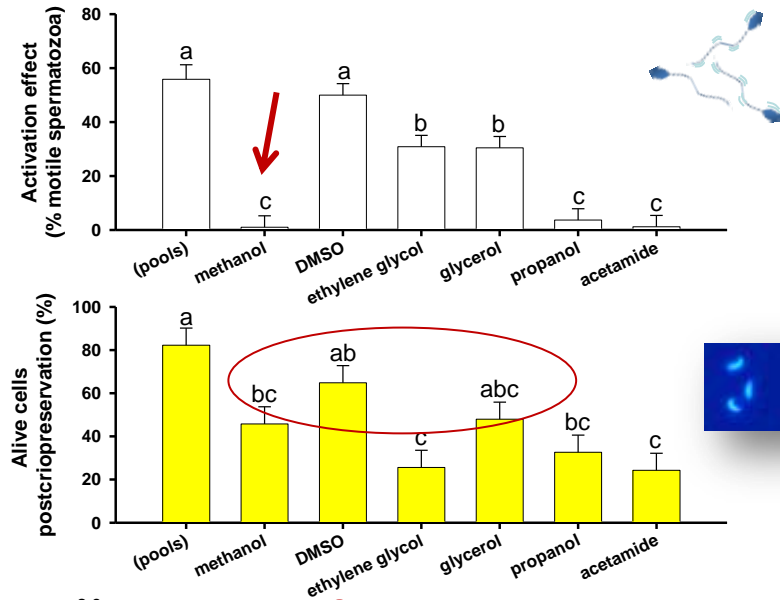 Activation effect
(% motile spermatozoa)
80
60
40
20
0
a
c
a
b
b
c
c
(pools)
methanol
DMSO
ethylene glycol
glycerol
propanol
acetamide
Alive cells
postcriopreservation (%)
100
80
60
40
20
0
a
bc
ab
c
abc
bc
c
(pools)
methanol
DMSO
ethylene glycol
glycerol
propanol
acetamide